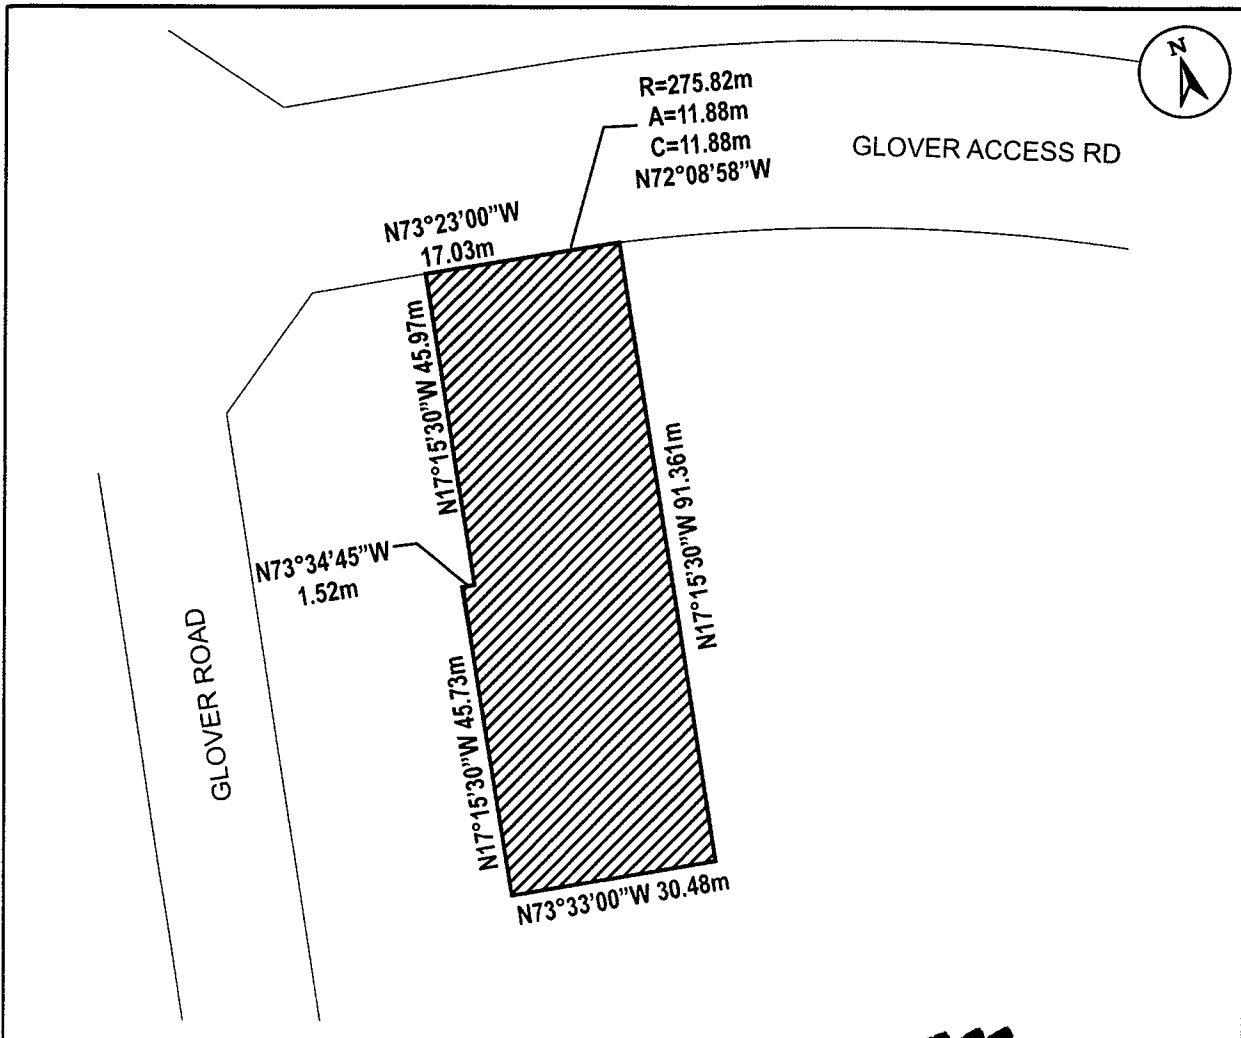 N
R=275.82m
A=11.88m
C=11.88m
N72°08'58"W
GLOVER ACCESS RD
N73°23'00"W
17.03m
N17°15'30"W 45.97m
N17°15'30"W 91.361m
N73°34'45"W
1.52m
GLOVER ROAD
N17°15'30"W 45.73m
N73°33'00"W 30.48m